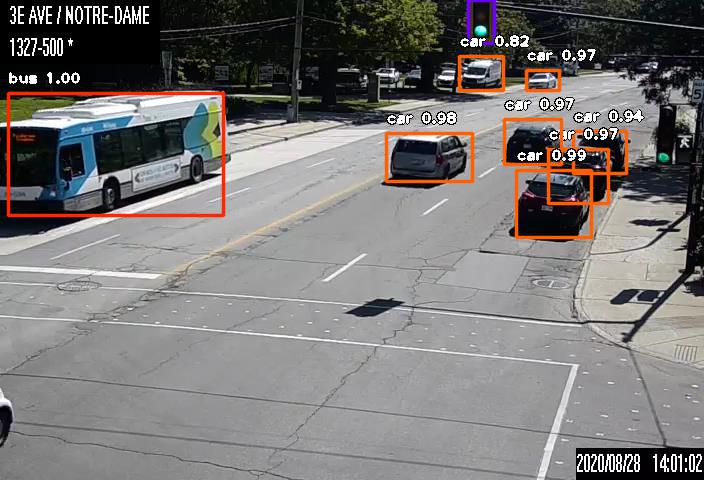 3E AVE / NOTRE-DAME
1327-500 *
bus 1.00
car 0.82
car 0.97
car 0.98
car 0.97
car 0.94
car 0.97
car 0.99
2020/08/28 14:01:02